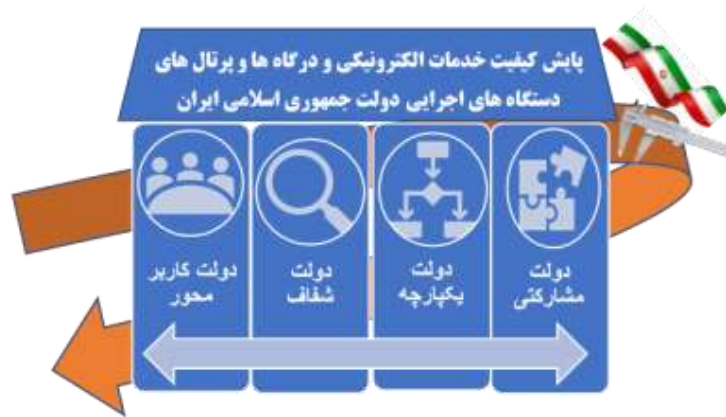 پایش کیفیت خدمات الکترونیکی و درگاه ها و پرتال های
دستگاه های اجرایی دولت جمهوری اسلامی ایران
دولت
مشارکتی
دولت
یکپارچه
دولت
شفاف
دولت کاربر
محور